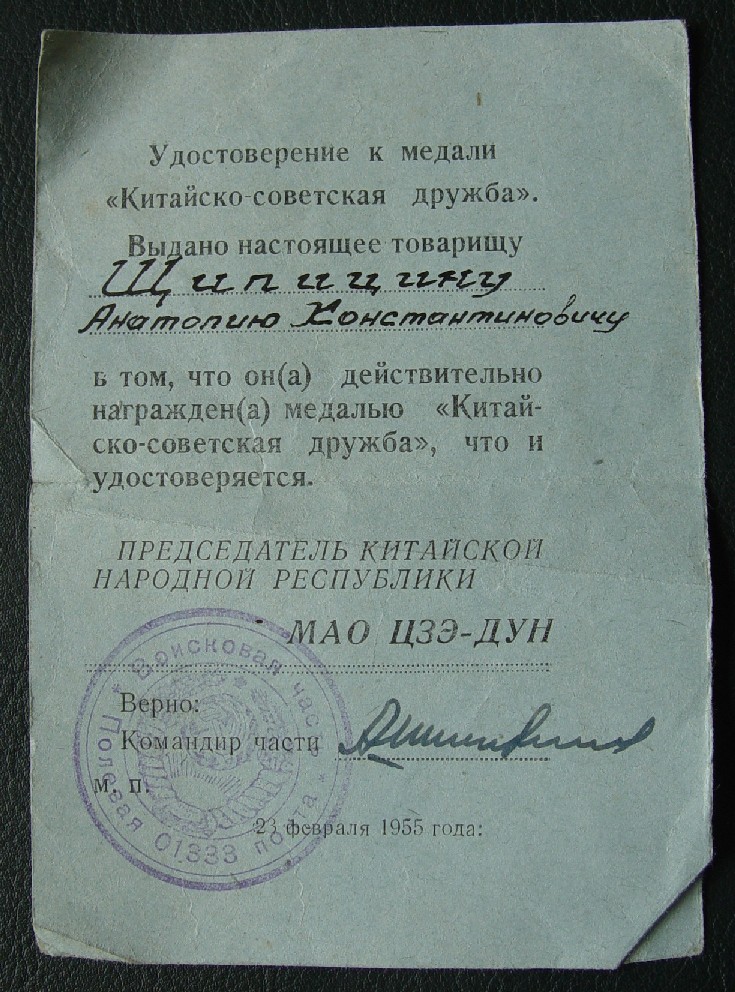 Удостоверение к медали
«Китайско-советская дружба».
Выдано настоящее товарищу
Щипицину
Анатолию Константиновичу
в том, что он(а) действительно
награжден(а) медалью «Китай-
ско-советская дружба», что и
удостоверяется.
ПРЕДСЕДАТЕЛЬ КИТАЙСКОЙ
НАРОДНОЙ РЕСПУБЛИКИ
МАО ЦЗЭ-ДУН
Верно:
Командир части
м. п.
23 февраля 1955 года:
Войсковая часть
Полевая почта
01333